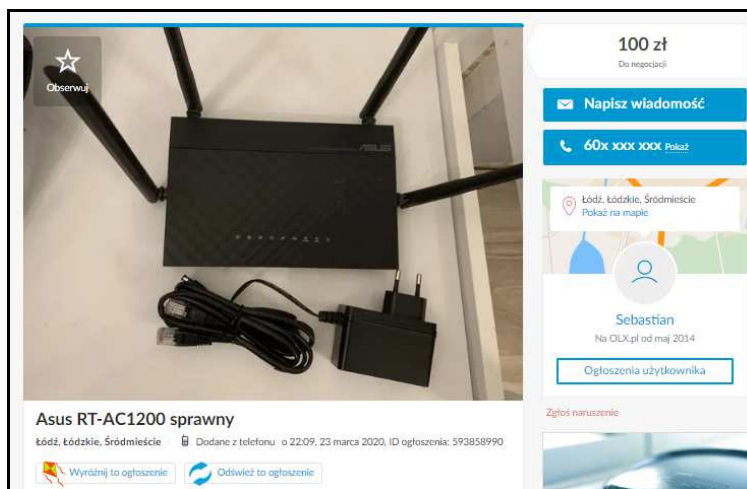 Obserwuj
ASUS
Asus RT-AC1200 sprawny
Łódź, Łódzkie, Śródmieście Dodane z telefonu o 22:09, 23 marca 2020, ID ogłoszenia: 593858990
Wyróżnij to ogłoszenie Odśwież to ogłoszenie
100 zł
Do negocjacji
Napisz wiadomość
60x xxx xxx Pokaż
Łódź, Łódzkie, Śródmieście
Pokaż na mapie
Sebastian
Na OLX.pl od maj 2014
Ogłoszenia użytkownika
Zgłoś naruszenie